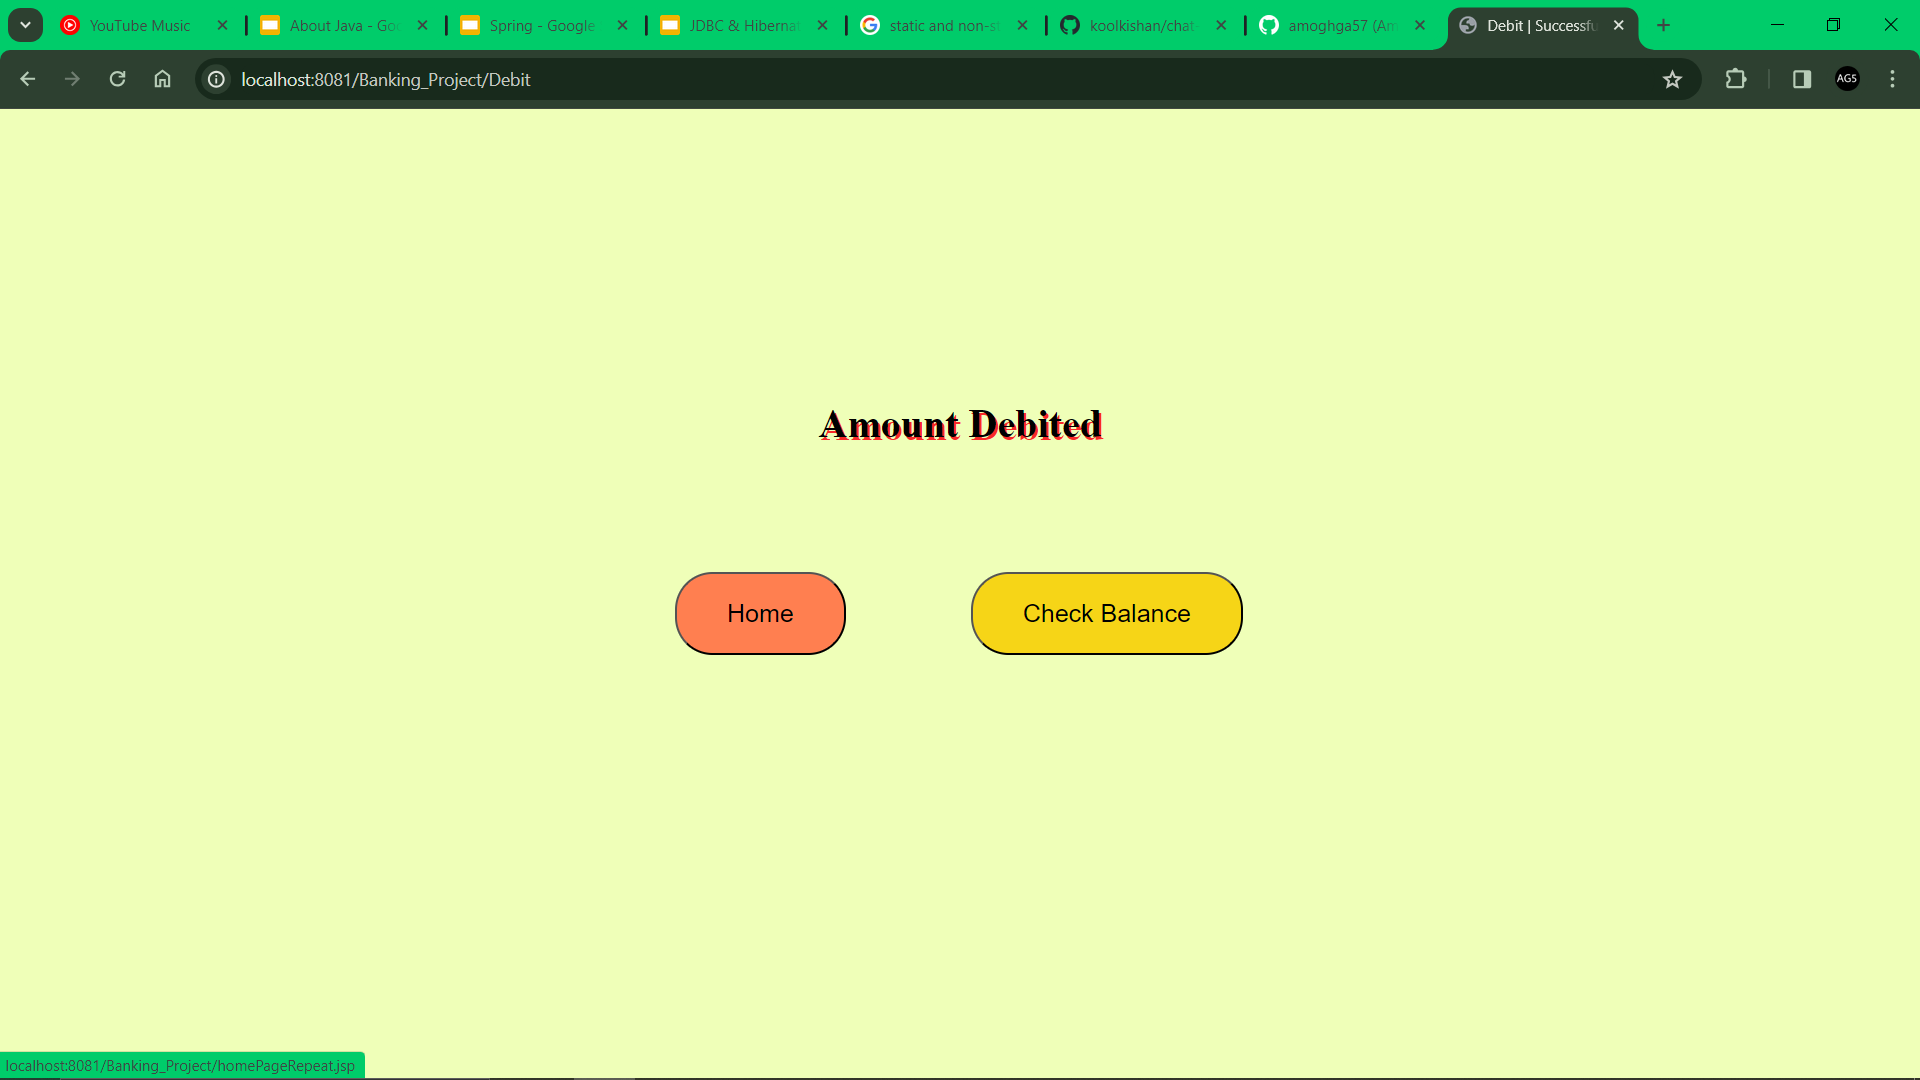 YouTube Music
About Java - Goo
Spring - Google
JDBC & Hibernat
static and non-st
koolkishan/chat-
amoghga57 (Am
Debit | Successfu
localhost:8081/Banking_Project/Debit
AG5
Amount Debited
Home
Check Balance
localhost:8081/Banking_Project/homePageRepeat.jsp